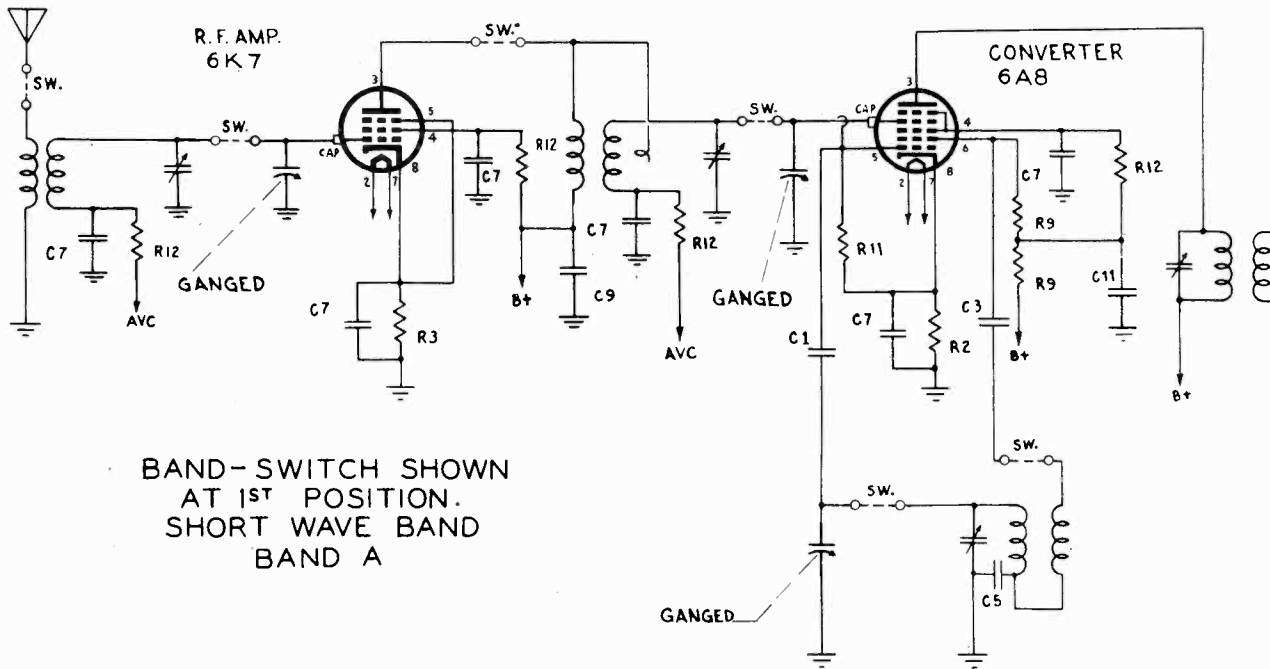 R.F. AMP.
6K7
SW.
SW.
SW.
CAP
3
5
4
8
2
7
C7
R12
AVC
GANGED
C7
R3
C7
R12
B+
C9
C7
R12
AVC
SW.
GANGED
CONVERTER
6A8
CAP
3
4
6
5
8
2
7
R11
C7
R2
C1
C3
C7
R9
R9
B+
R12
C11
B+
SW.
SW.
C5
GANGED
BAND-SWITCH SHOWN
AT 1ST POSITION.
SHORT WAVE BAND
BAND A